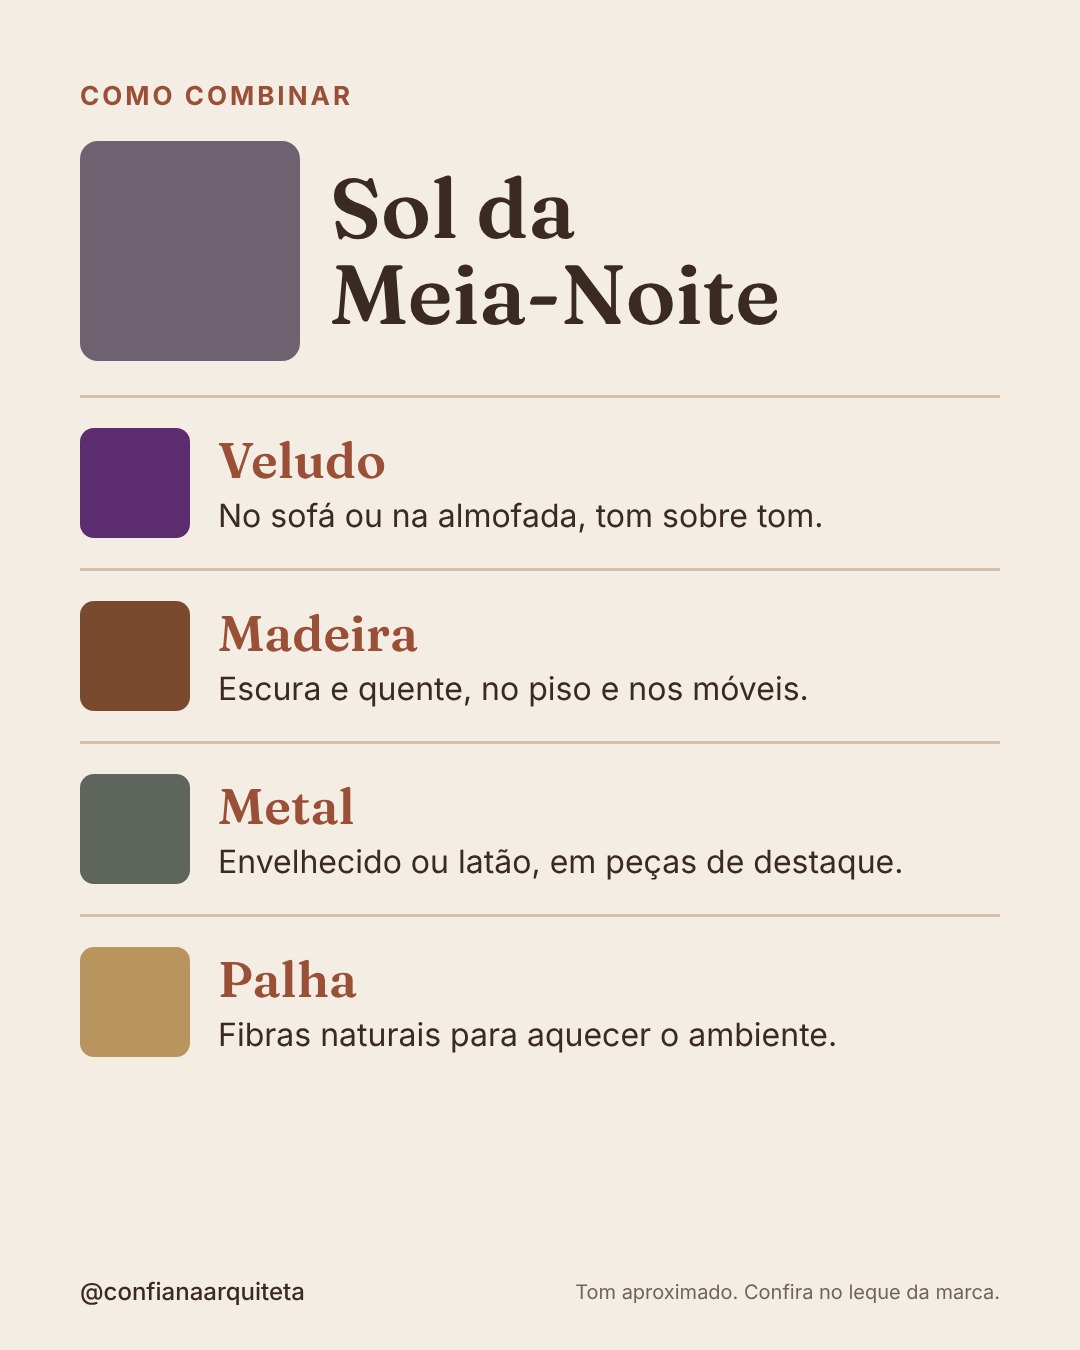 COMO COMBINAR
Sol da
Meia-Noite
Veludo
No sofá ou na almofada, tom sobre tom.
Madeira
Escura e quente, no piso e nos móveis.
Metal
Envelhecido ou latão, em peças de destaque.
Palha
Fibras naturais para aquecer o ambiente.
@confianaarquiteta
Tom aproximado. Confira no leque da marca.